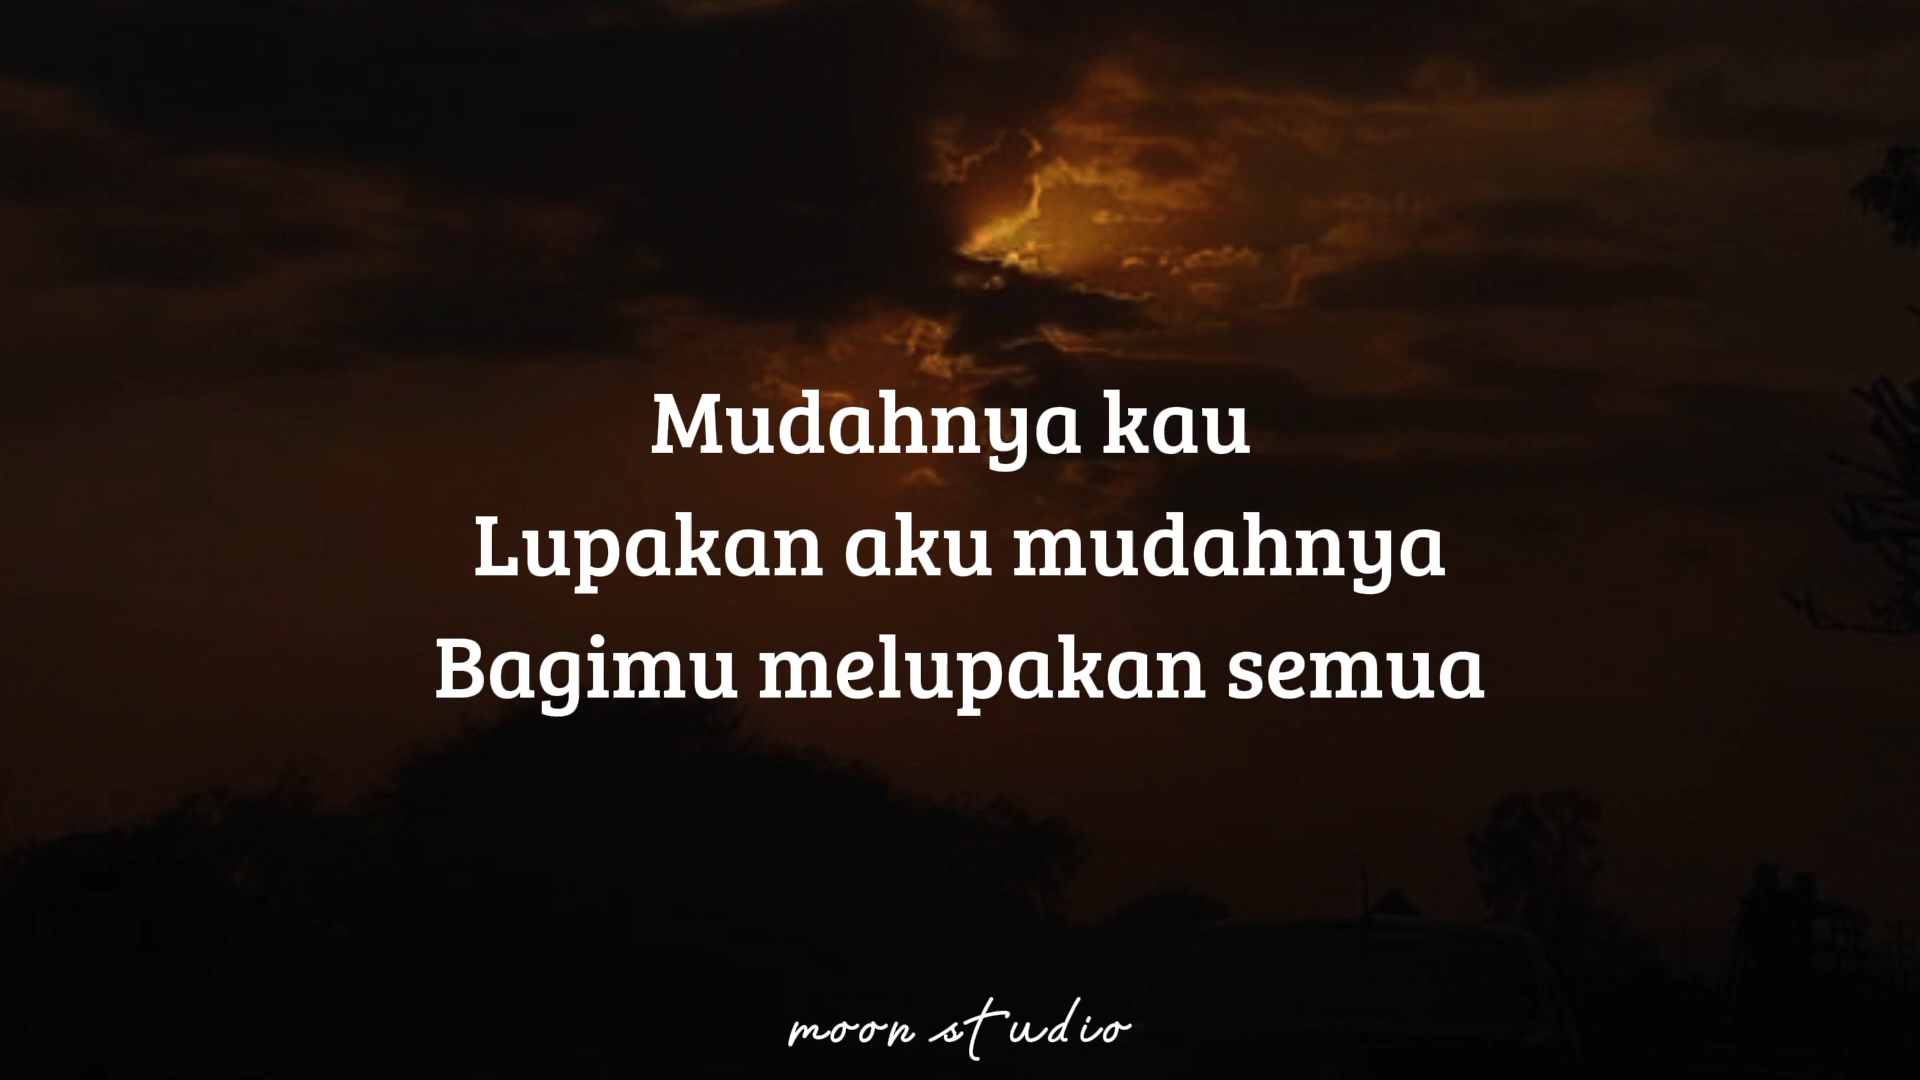 Mudahnya kau
Lupakan aku mudahnya
Bagimu melupakan semua
moon studio